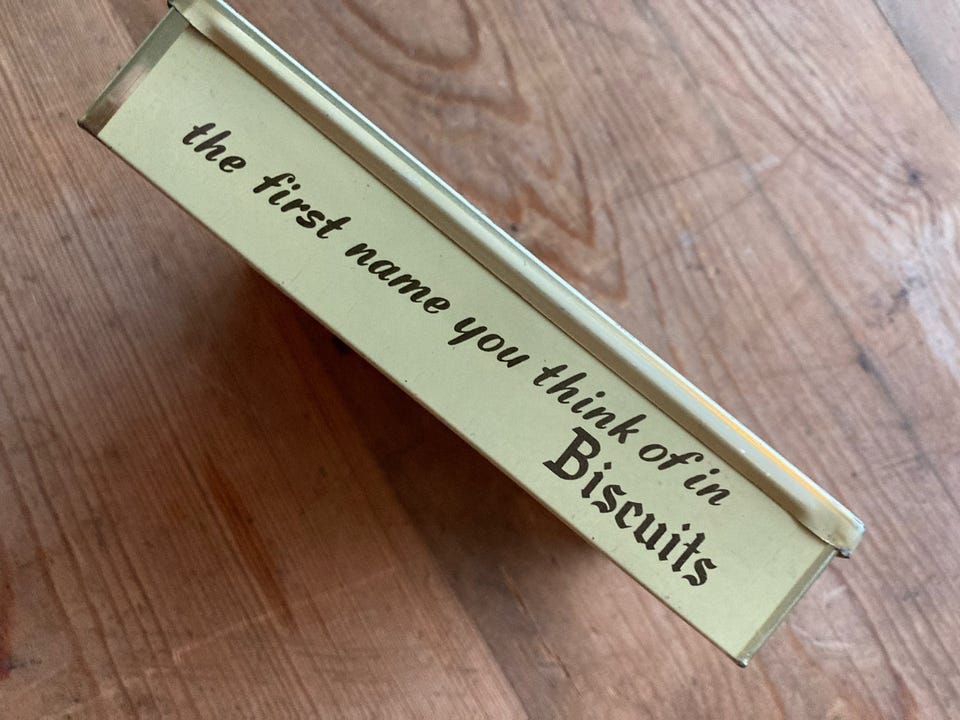 the first name you think of in
Biscuits